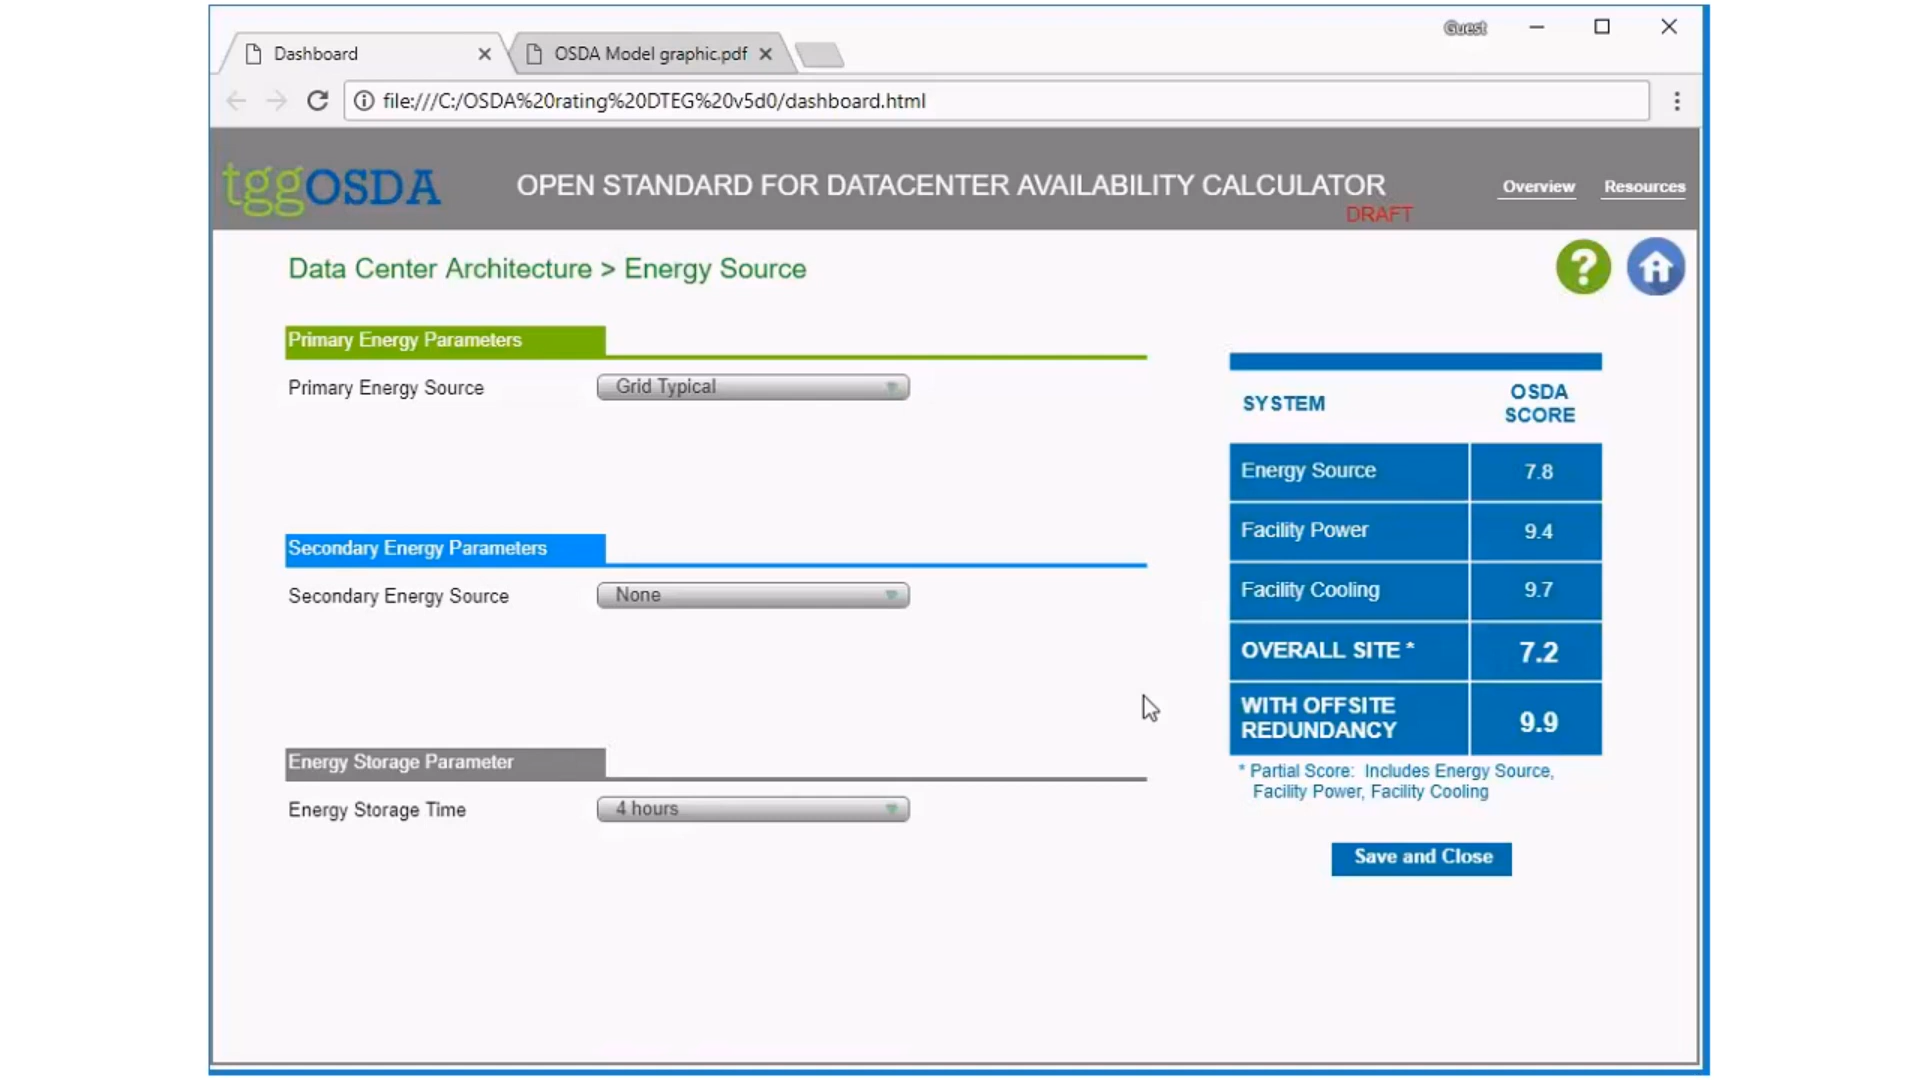 Guest
Dashboard
OSDA Model graphic.pdf
file:///C:/OSDA%20rating%20DTEG%20v5d0/dashboard.html
tggOSDA
OPEN STANDARD FOR DATACENTER AVAILABILITY CALCULATOR
DRAFT
Overview
Resources
Data Center Architecture > Energy Source
?
Primary Energy Parameters
Primary Energy Source
Grid Typical
Secondary Energy Parameters
Secondary Energy Source
None
Energy Storage Parameter
Energy Storage Time
4 hours
SYSTEM
OSDA
SCORE
Energy Source
7.8
Facility Power
9.4
Facility Cooling
9.7
OVERALL SITE *
7.2
WITH OFFSITE
REDUNDANCY
9.9
* Partial Score: Includes Energy Source,
Facility Power, Facility Cooling
Save and Close